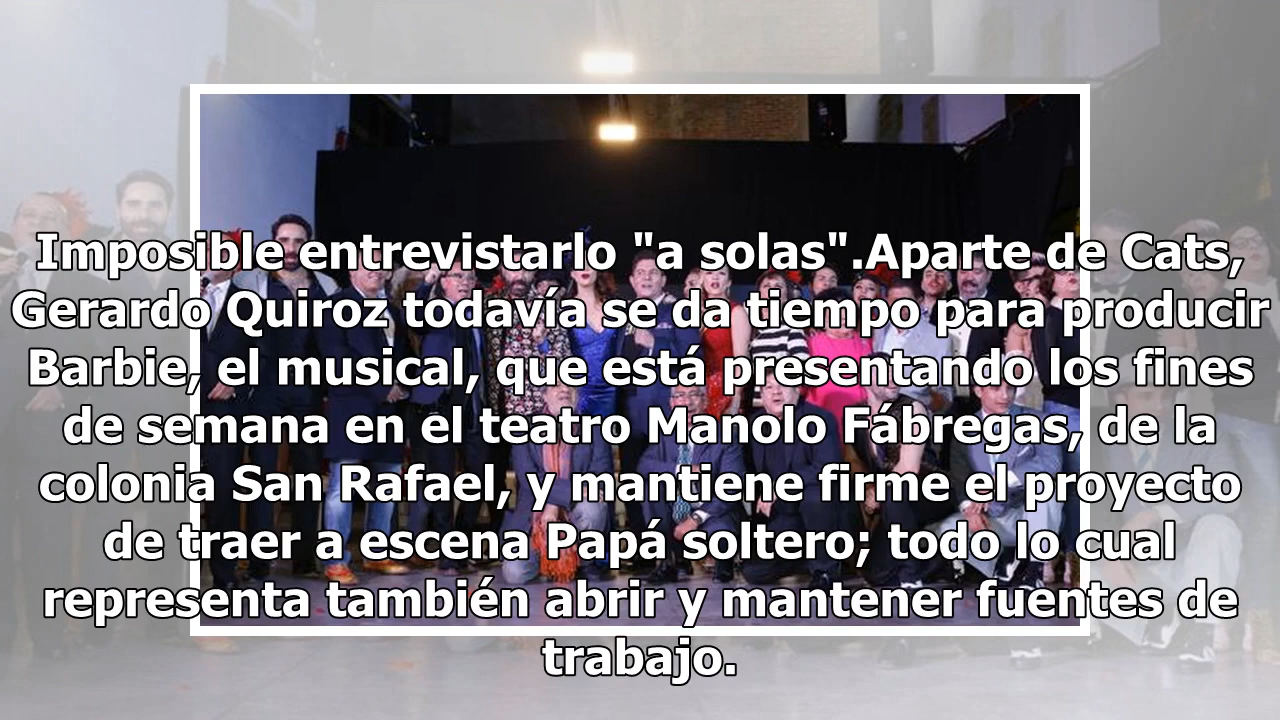 Imposible entrevistarlo "a solas".Aparte de Cats,
Gerardo Quiroz todavía se da tiempo para producir
Barbie, el musical, que está presentando los fines
de semana en el teatro Manolo Fábregas, de la
colonia San Rafael, y mantiene firme el proyecto
de traer a escena Papá soltero; todo lo cual
representa también abrir y mantener fuentes de
trabajo.